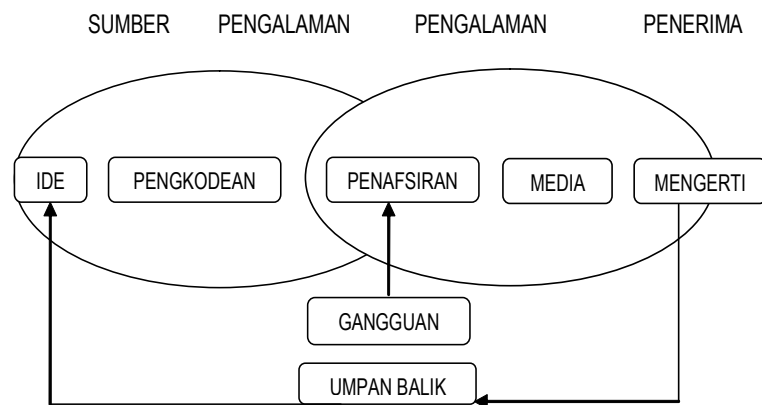 SUMBER PENGALAMAN PENGALAMAN PENERIMA
IDE PENGKODEAN PENAFSIRAN MEDIA MENGERTI
GANGGUAN
UMPAN BALIK